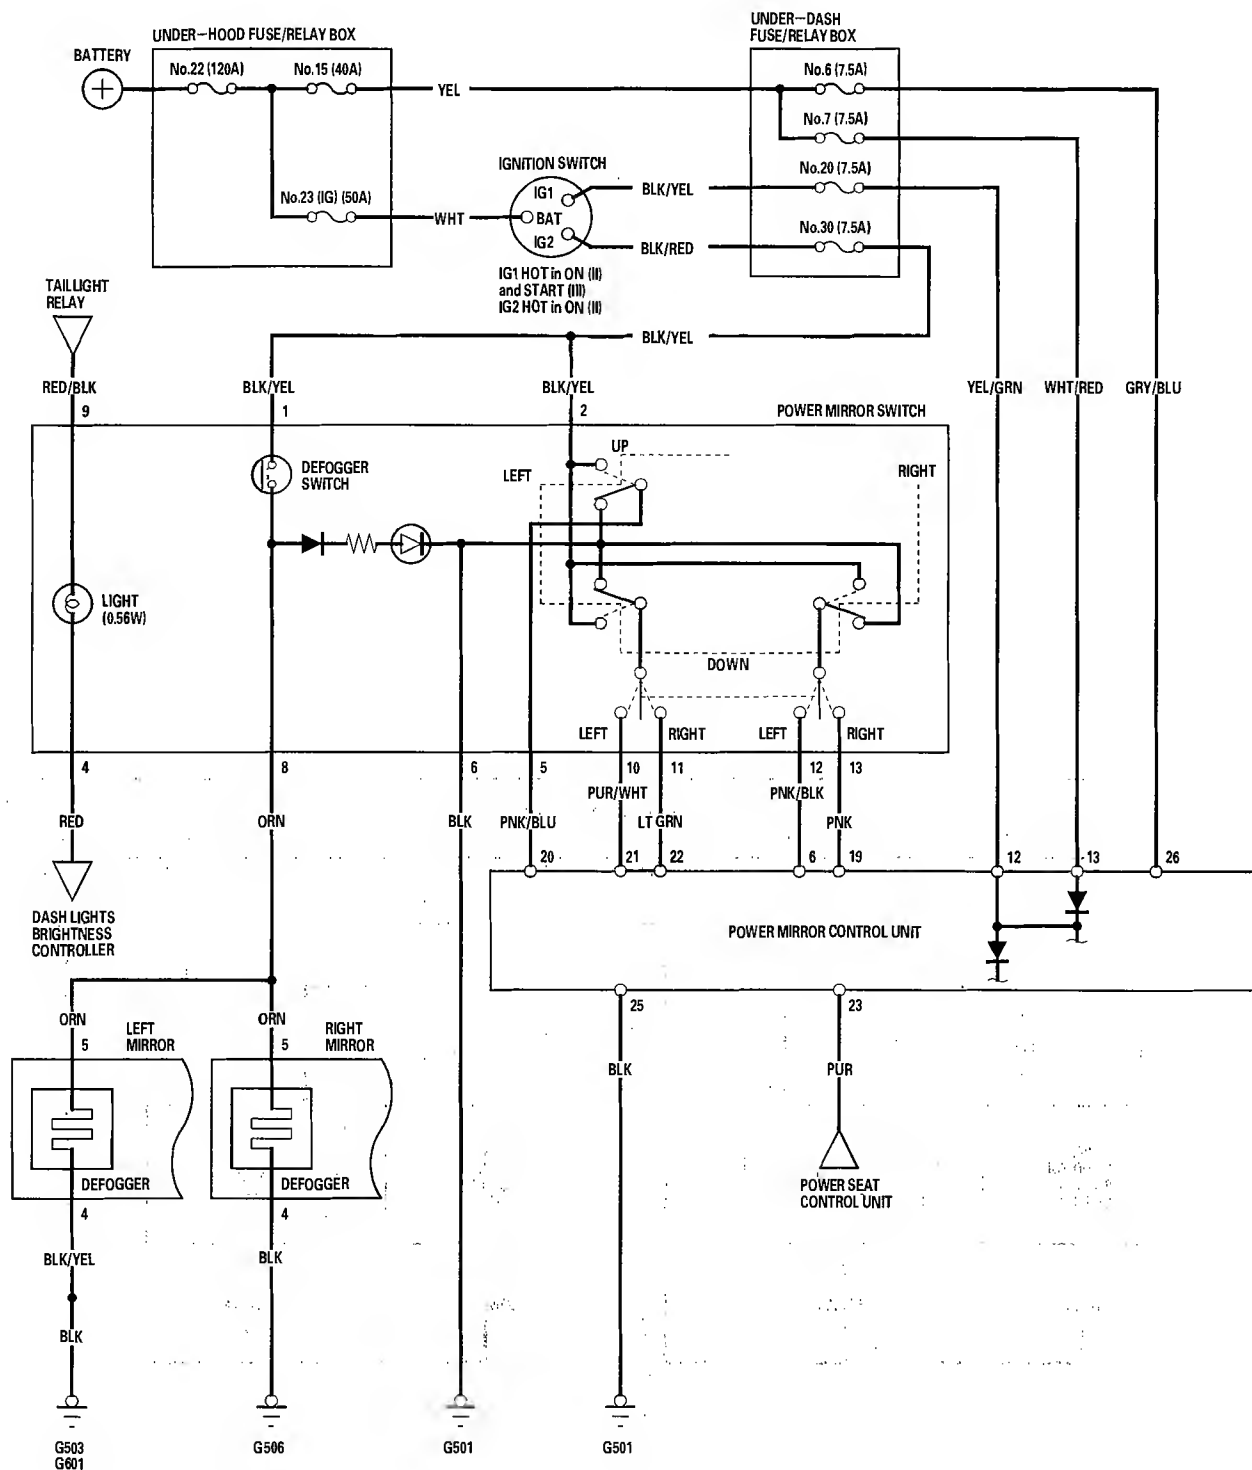 UNDER-HOOD FUSE/RELAY BOX
UNDER-DASH
FUSE/RELAY BOX
BATTERY
No.22 (120A)
No.15 (40A)
YEL
No.6 (7.5A)
No.7 (7.5A)
IGNITION SWITCH
No.20 (7.5A)
No.23 (IG) (50A)
WHT
IG1
BAT
IG2
BLK/YEL
BLK/RED
No.30 (7.5A)
IG1 HOT in ON (II)
and START (III)
IG2 HOT in ON (II)
TAILLIGHT
RELAY
BLK/YEL
RED/BLK
BLK/YEL
BLK/YEL
YEL/GRN
WHT/RED
GRY/BLU
9
1
2
POWER MIRROR SWITCH
DEFOGGER
SWITCH
UP
LEFT
RIGHT
LIGHT
(0.56W)
DOWN
LEFT
RIGHT
LEFT
RIGHT
4
8
6
5
10
11
12
13
PUR/WHT
PNK/BLK
RED
ORN
BLK
PNK/BLU
LT GRN
PNK
20
21
22
6
19
12
13
26
DASH LIGHTS
BRIGHTNESS
CONTROLLER
POWER MIRROR CONTROL UNIT
25
23
ORN
ORN
LEFT
MIRROR
RIGHT
MIRROR
5
5
BLK
PUR
DEFOGGER
DEFOGGER
POWER SEAT
CONTROL UNIT
4
4
BLK/YEL
BLK
BLK
G503
G601
G506
G501
G501